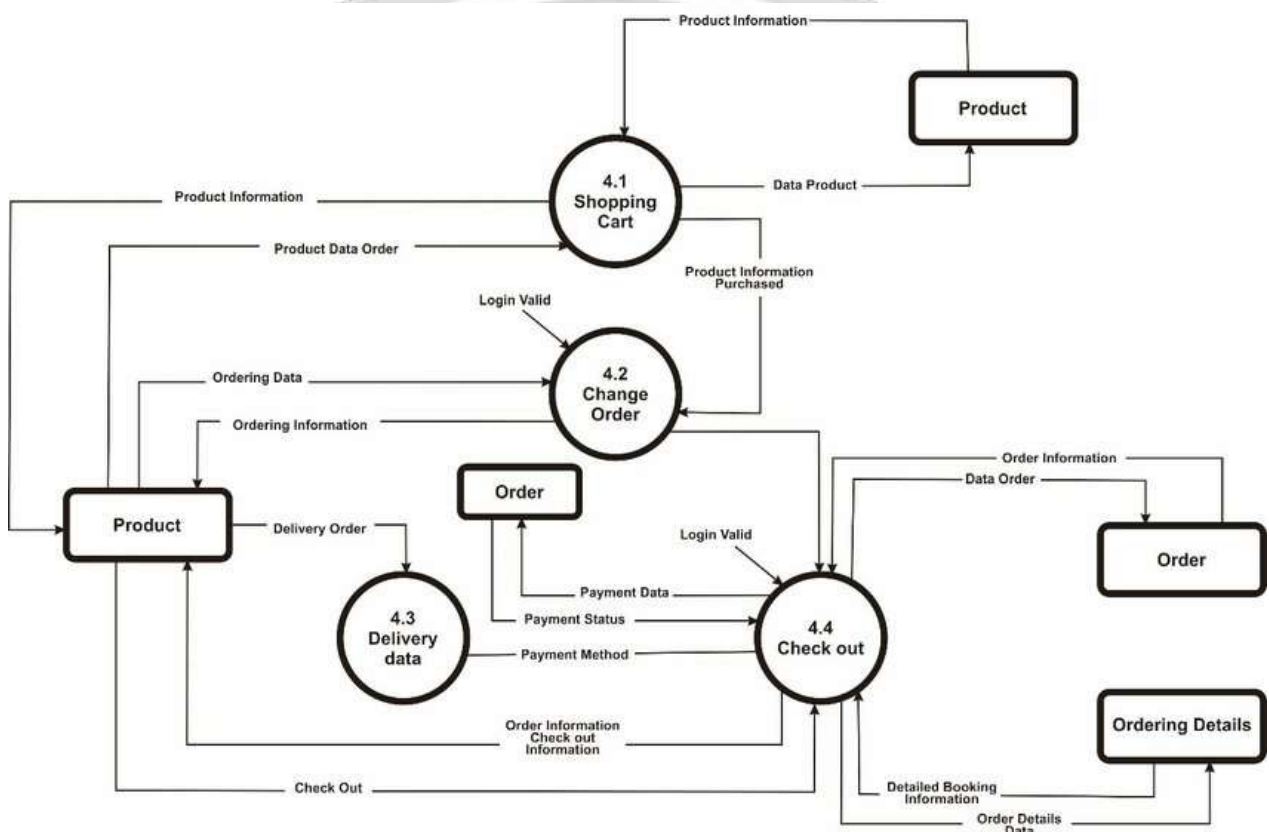 Product Information
Product
4.1
Shopping
Cart
Data Product
Product Information
Product Data Order
Product Information
Purchased
Login Valid
4.2
Change
Order
Ordering Data
Ordering Information
Order Information
Data Order
Order
Product
Delivery Order
Login Valid
Order
Payment Data
Payment Status
4.3
Delivery
data
4.4
Check out
Payment Method
Order Information
Check out
Information
Ordering Details
Check Out
Detailed Booking
Information
Order Details
Data